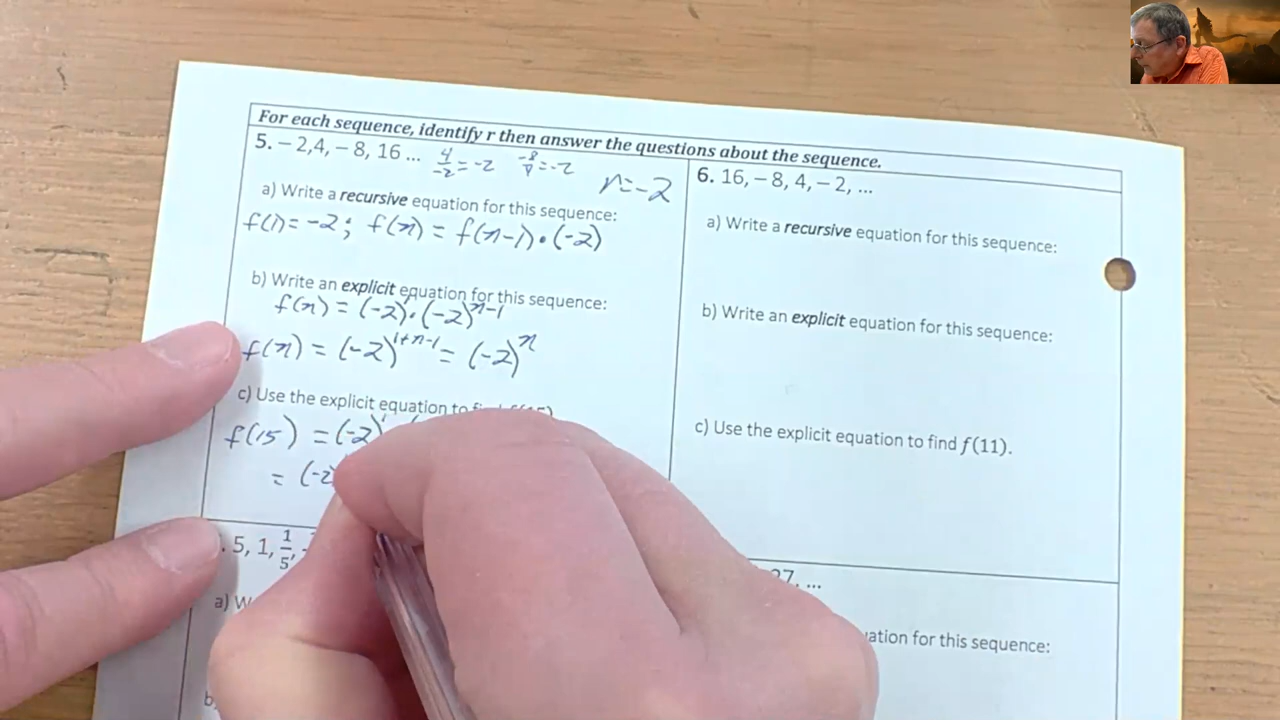 For each sequence, identify r then answer the questions about the sequence.
5. −2,4, −8, 16 ... 4/-2 = -2 -8/4 = -2 r = -2
a) Write a recursive equation for this sequence:
f(1) = -2; f(n) = f(n-1)•(-2)
b) Write an explicit equation for this sequence:
f(n) = (-2)¹•(-2)ⁿ⁻¹
f(n) = (-2)¹⁺ⁿ⁻¹ = (-2)ⁿ
c) Use the explicit equation to
f(15) = (-2)
= (-2)
. 5, 1, 1/5,
a)
6. 16, −8, 4, −2, ...
a) Write a recursive equation for this sequence:
b) Write an explicit equation for this sequence:
c) Use the explicit equation to find f(11).
27, ...
for this sequence: